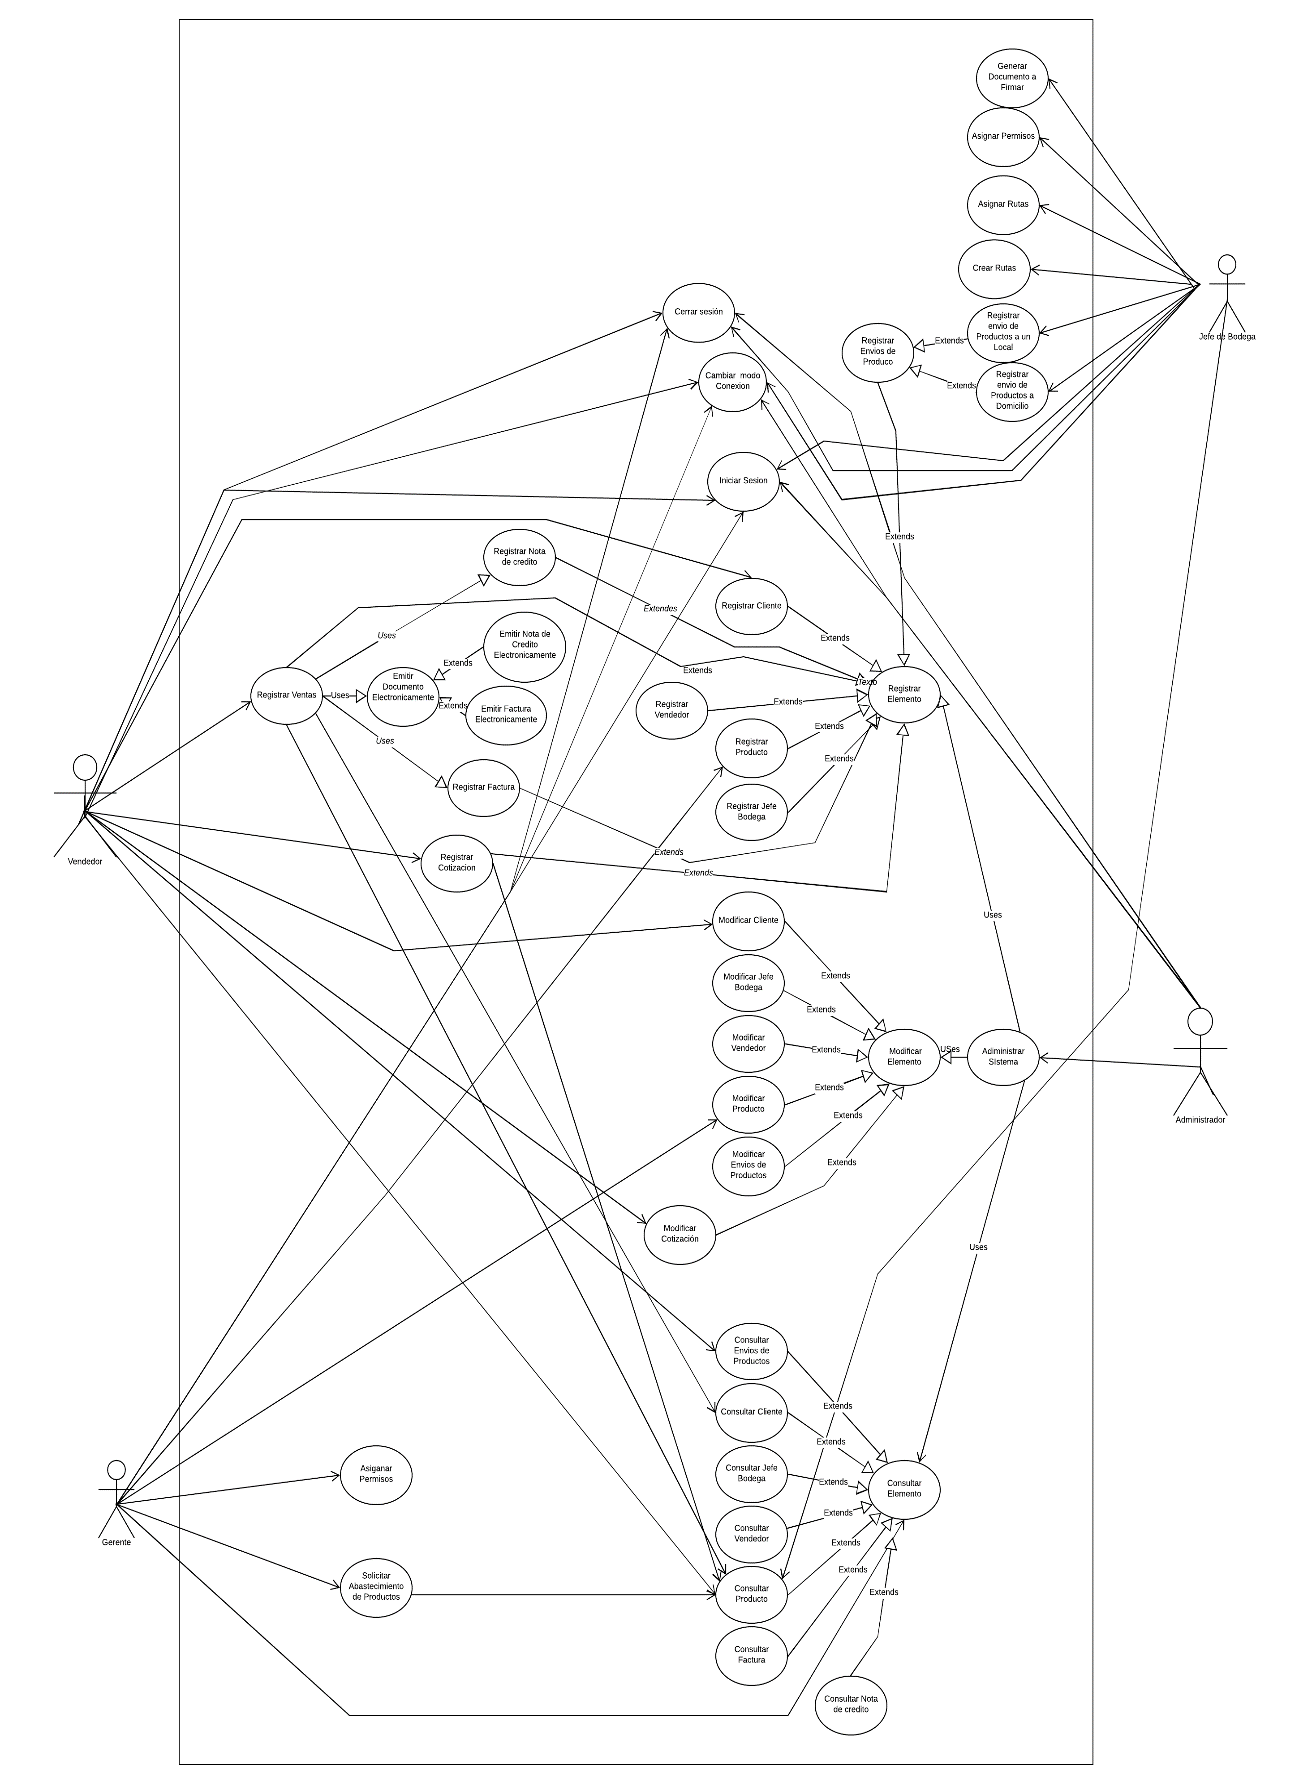 Generar
Documento a
Firmar
Asignar Permisos
Asignar Rutas
Crear Rutas
Registrar
envio de
Productos a un
Local
Jefe de Bodega
Cerrar sesión
Registrar
Envios de
Produco
Extends
Registrar
envio de
Productos a
Domicilio
Extends
Cambiar modo
Conexion
Iniciar Sesion
Extends
Registrar Nota
de credito
Extendes
Registrar Cliente
Extends
Uses
Emitir Nota de
Credito
Electronicamente
Extends
Extends
Registrar Ventas
Uses
Emitir
Documento
Electronicamente
Extends
Emitir Factura
Electronicamente
Texto
Registrar
Elemento
Registrar
Vendedor
Extends
Uses
Registrar
Producto
Extends
Extends
Registrar Factura
Registrar Jefe
Bodega
Vendedor
Registrar
Cotizacion
Extends
Extends
Modificar Cliente
Uses
Extends
Modificar Jefe
Bodega
Extends
Modificar
Vendedor
Extends
Modificar
Elemento
USes
Adiministrar
SIstema
Modificar
Producto
Extends
Extends
Administrador
Modificar
Envios de
Productos
Extends
Modificar
Cotización
Uses
Consultar
Envios de
Productos
Extends
Consultar Cliente
Extends
Asiganar
Permisos
Consultar Jefe
Bodega
Extends
Consultar
Elemento
Gerente
Consultar
Vendedor
Extends
Extends
Solicitar
Abastecimiento
de Productos
Consultar
Producto
Extends
Extends
Consultar
Factura
Consultar Nota
de credito